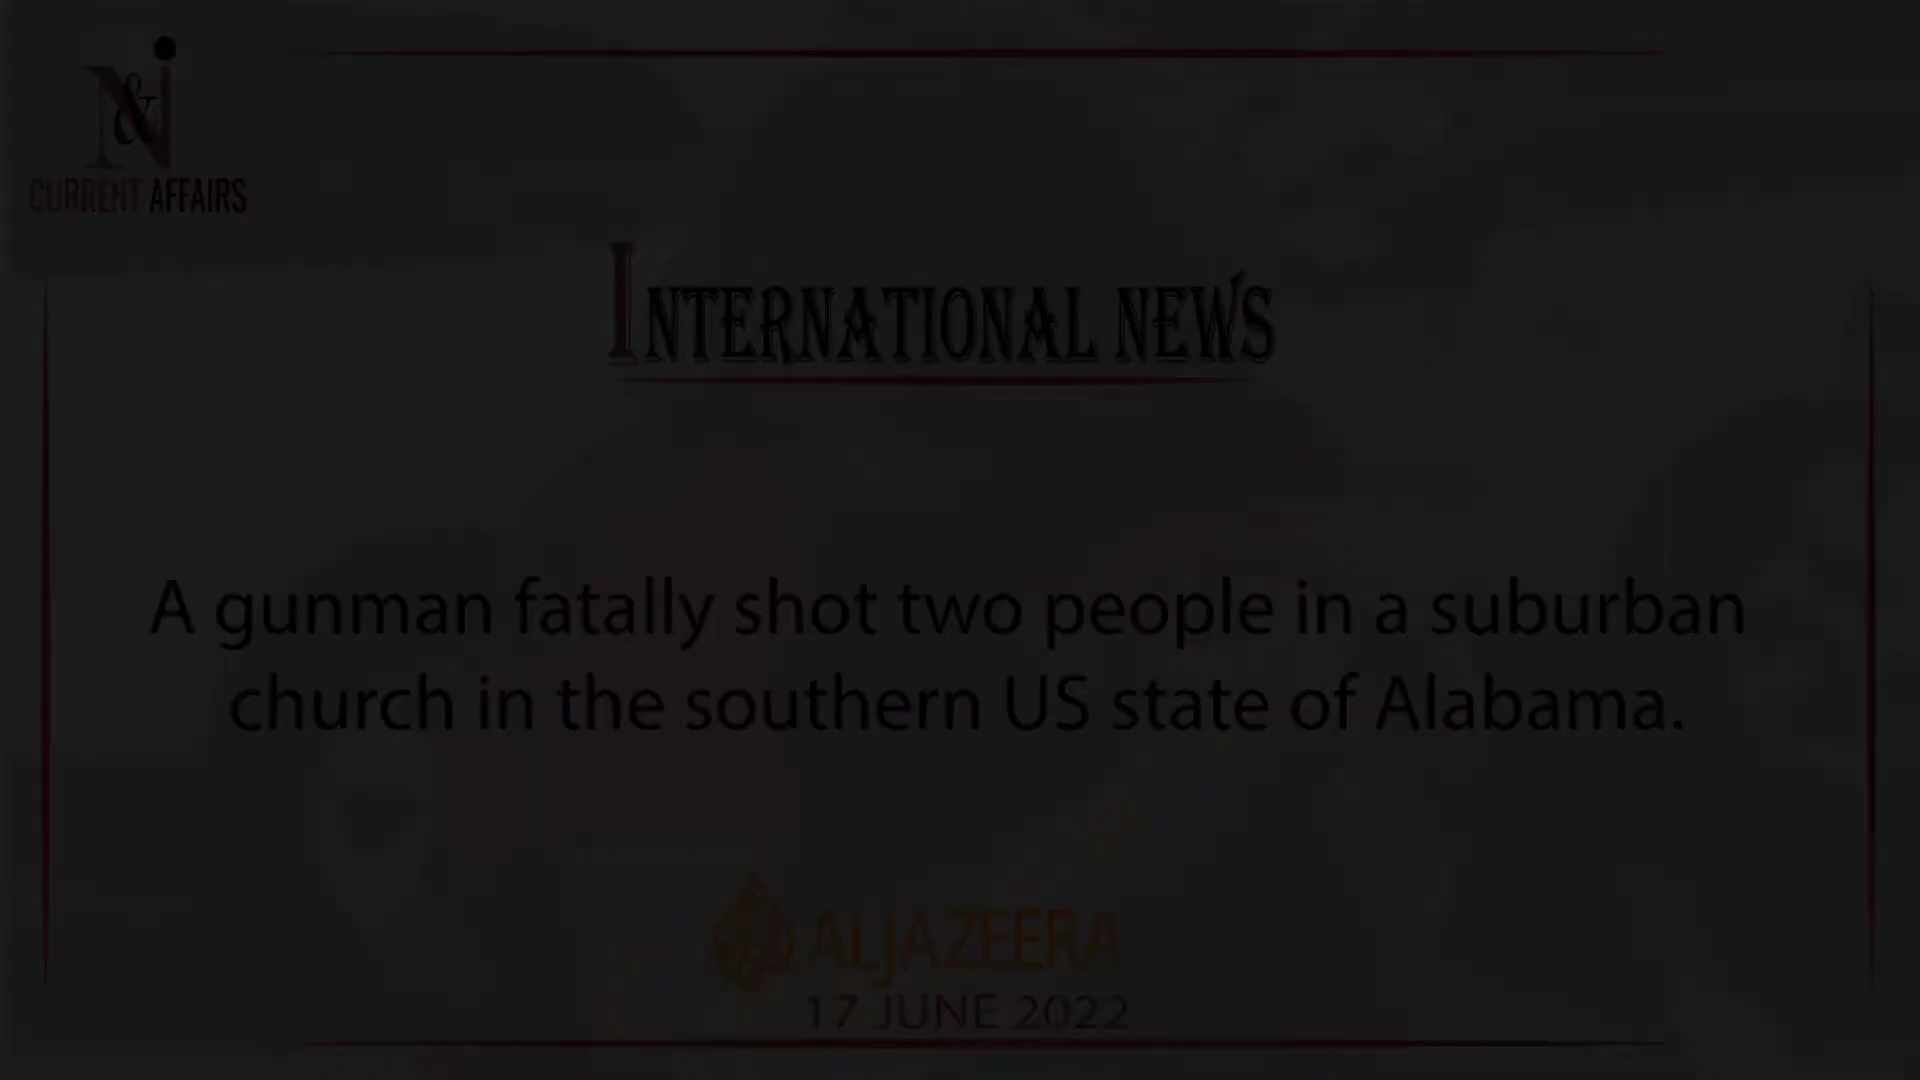 N&J
CURRENT AFFAIRS
INTERNATIONAL NEWS
A gunman fatally shot two people in a suburban
church in the southern US state of Alabama.
ALJAZEERA
17 JUNE 2022